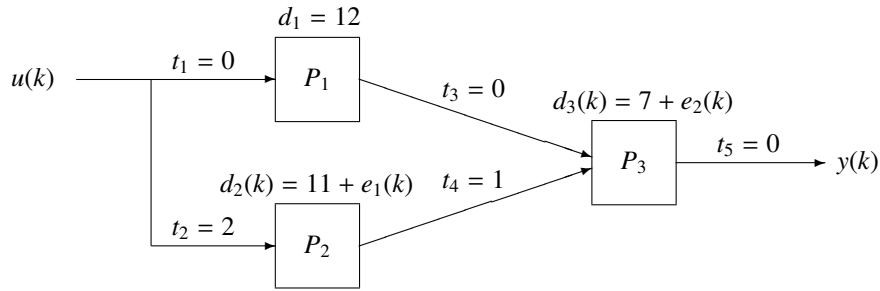 d₁ = 12
u(k)
t₁ = 0
P₁
t₃ = 0
d₃(k) = 7 + e₂(k)
P₃
t₅ = 0
y(k)
d₂(k) = 11 + e₁(k)
t₄ = 1
t₂ = 2
P₂